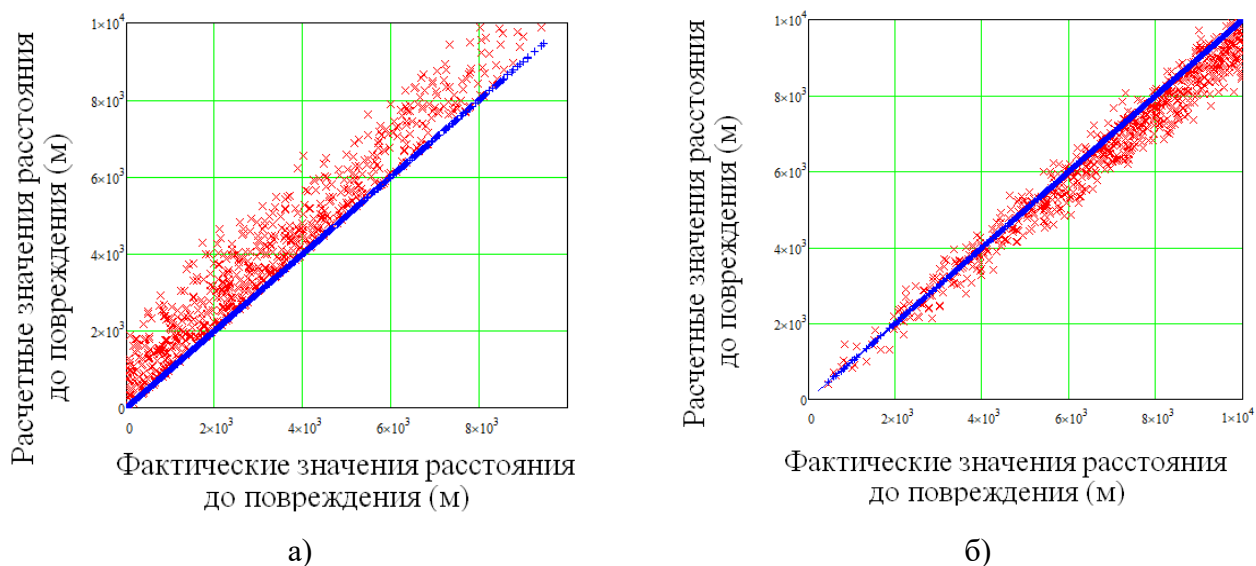 Расчетные значения расстояния
до повреждения (м)
1×10⁴
8×10³
6×10³
4×10³
2×10³
0
0
2×10³
4×10³
6×10³
8×10³
Фактические значения расстояния
до повреждения (м)
а)
Расчетные значения расстояния
до повреждения (м)
1×10⁴
8×10³
6×10³
4×10³
2×10³
0
0
2×10³
4×10³
6×10³
8×10³
1×10⁴
Фактические значения расстояния
до повреждения (м)
б)